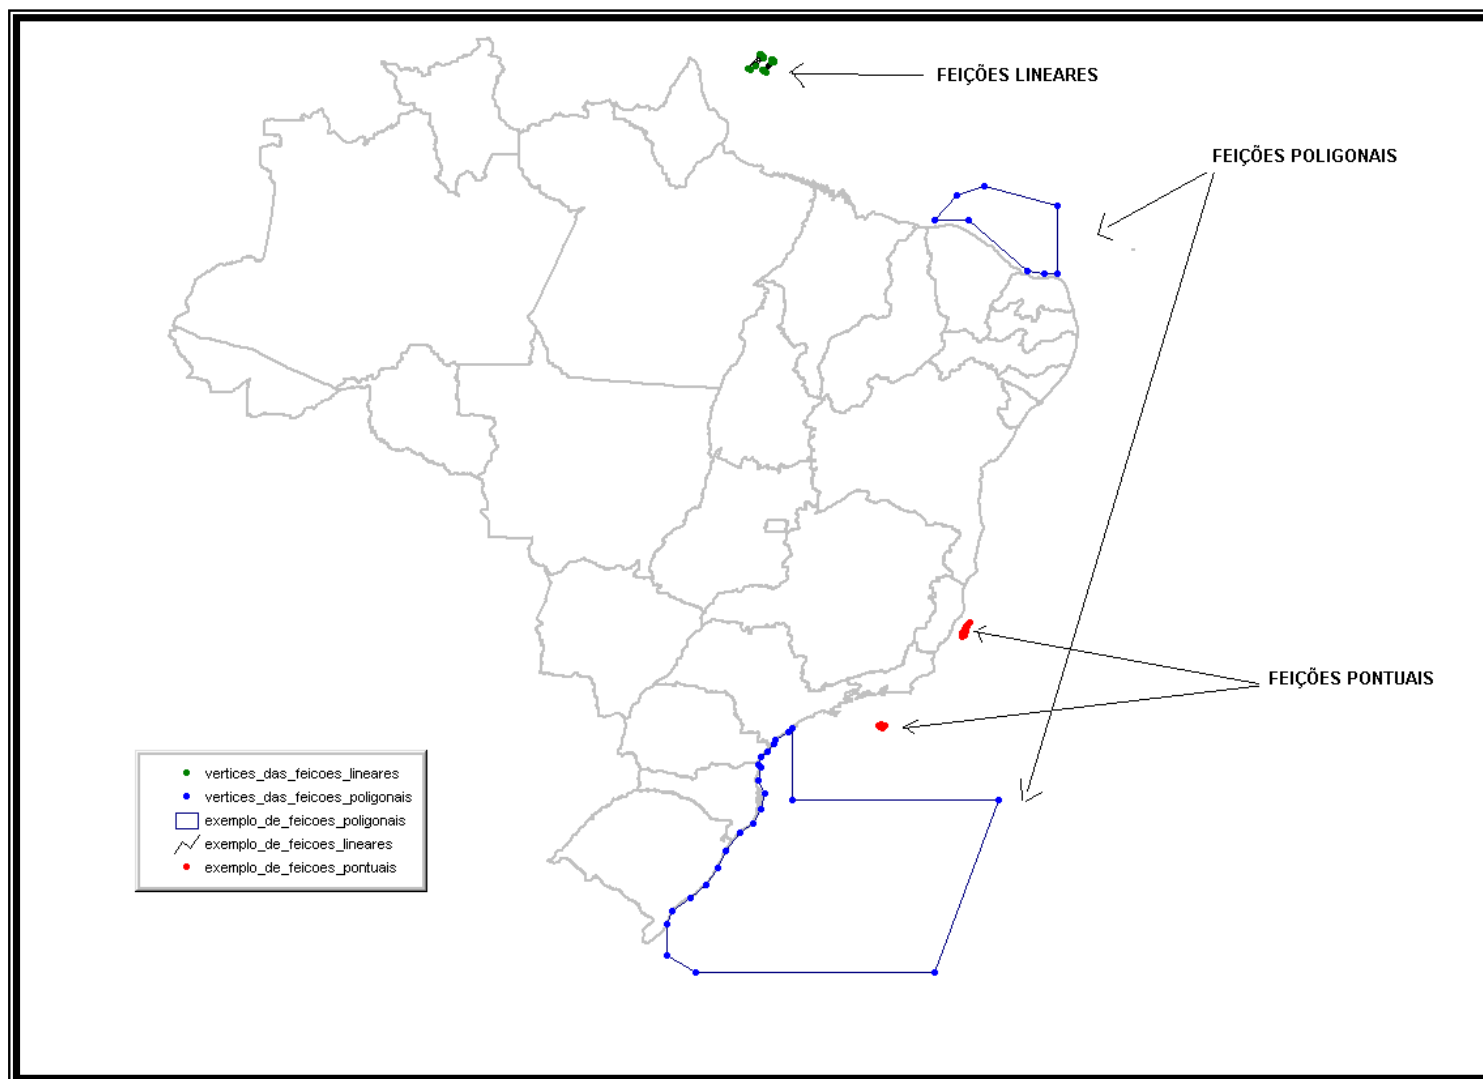 FEIÇÕES LINEARES
FEIÇÕES POLIGONAIS
FEIÇÕES PONTUAIS
vertices_das_feicoes_lineares
vertices_das_feicoes_poligonais
exemplo_de_feicoes_poligonais
exemplo_de_feicoes_lineares
exemplo_de_feicoes_pontuais